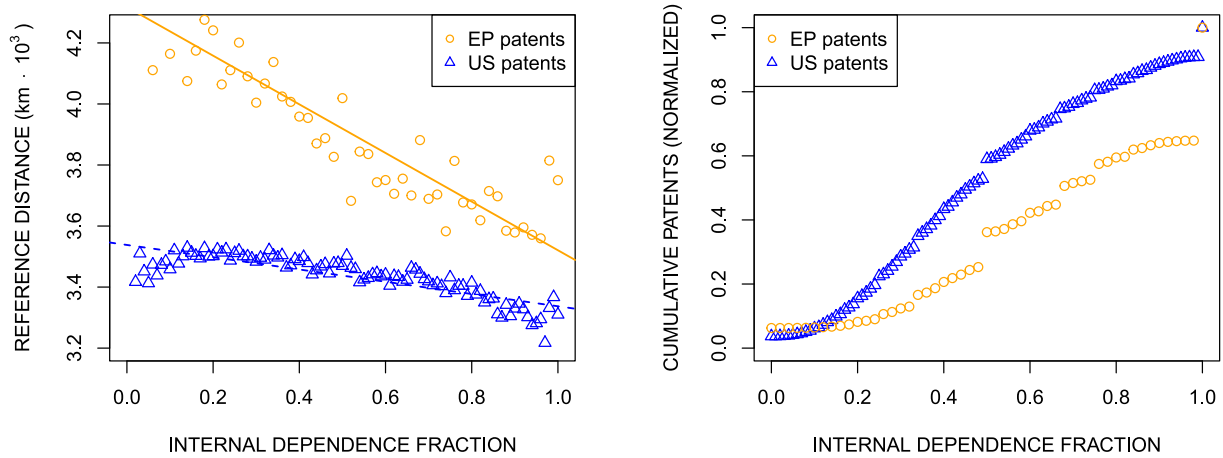 REFERENCE DISTANCE (km · 10³)
4.2
4.0
3.8
3.6
3.4
3.2
EP patents
US patents
0.0 0.2 0.4 0.6 0.8 1.0
INTERNAL DEPENDENCE FRACTION
CUMULATIVE PATENTS (NORMALIZED)
1.0
0.8
0.6
0.4
0.2
0.0
EP patents
US patents
0.0 0.2 0.4 0.6 0.8 1.0
INTERNAL DEPENDENCE FRACTION